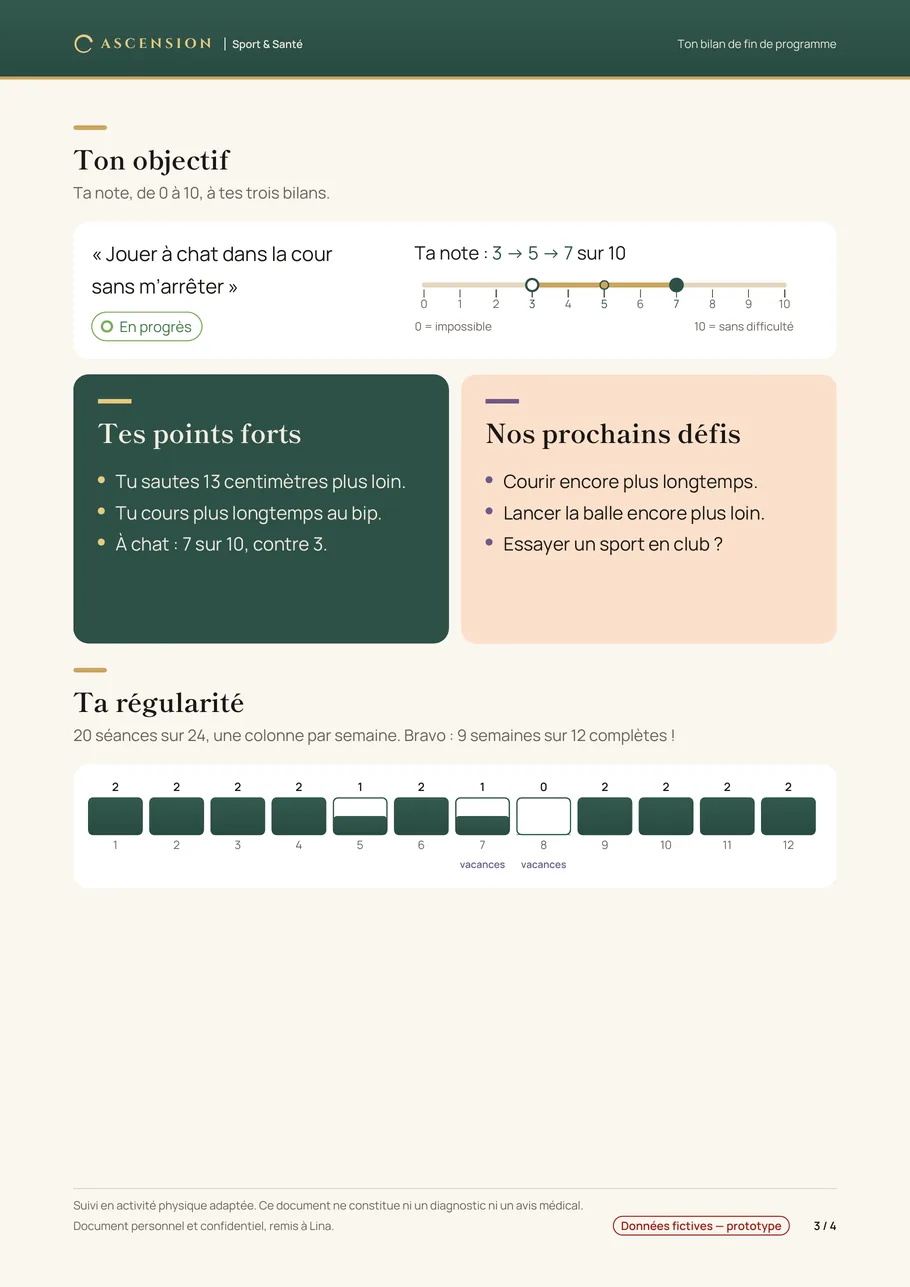 ASCENSION | Sport & Santé
Ton bilan de fin de programme
Ton objectif
Ta note, de 0 à 10, à tes trois bilans.
« Jouer à chat dans la cour
sans m’arrêter »
En progrès
Ta note : 3 → 5 → 7 sur 10
0 1 2 3 4 5 6 7 8 9 10
0 = impossible
10 = sans difficulté
Tes points forts
• Tu sautes 13 centimètres plus loin.
• Tu cours plus longtemps au bip.
• À chat : 7 sur 10, contre 3.
Nos prochains défis
• Courir encore plus longtemps.
• Lancer la balle encore plus loin.
• Essayer un sport en club ?
Ta régularité
20 séances sur 24, une colonne par semaine. Bravo : 9 semaines sur 12 complètes !
2 2 2 2 1 2 1 0 2 2 2 2
1 2 3 4 5 6 7 8 9 10 11 12
vacances vacances
Suivi en activité physique adaptée. Ce document ne constitue ni un diagnostic ni un avis médical.
Document personnel et confidentiel, remis à Lina.
Données fictives — prototype
3 / 4